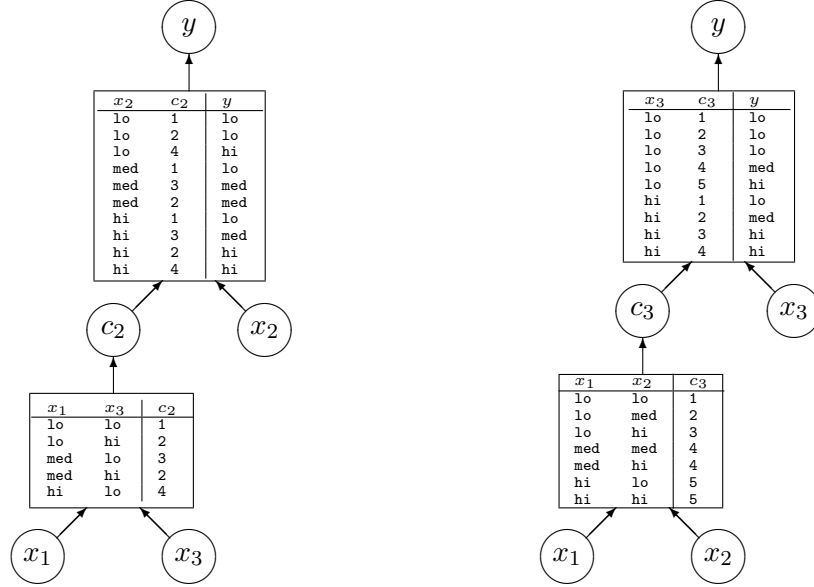 y
y
x2 c2 y
lo 1 lo
lo 2 lo
lo 4 hi
med 1 lo
med 3 med
med 2 med
hi 1 lo
hi 3 med
hi 2 hi
hi 4 hi
x3 c3 y
lo 1 lo
lo 2 lo
lo 3 lo
lo 4 med
lo 5 hi
hi 1 lo
hi 2 med
hi 3 hi
hi 4 hi
c2 x2
c3 x3
x1 x3 c2
lo lo 1
lo hi 2
med lo 3
med hi 2
hi lo 4
x1 x2 c3
lo lo 1
lo med 2
lo hi 3
med med 4
med hi 4
hi lo 5
hi hi 5
x1 x3
x1 x2